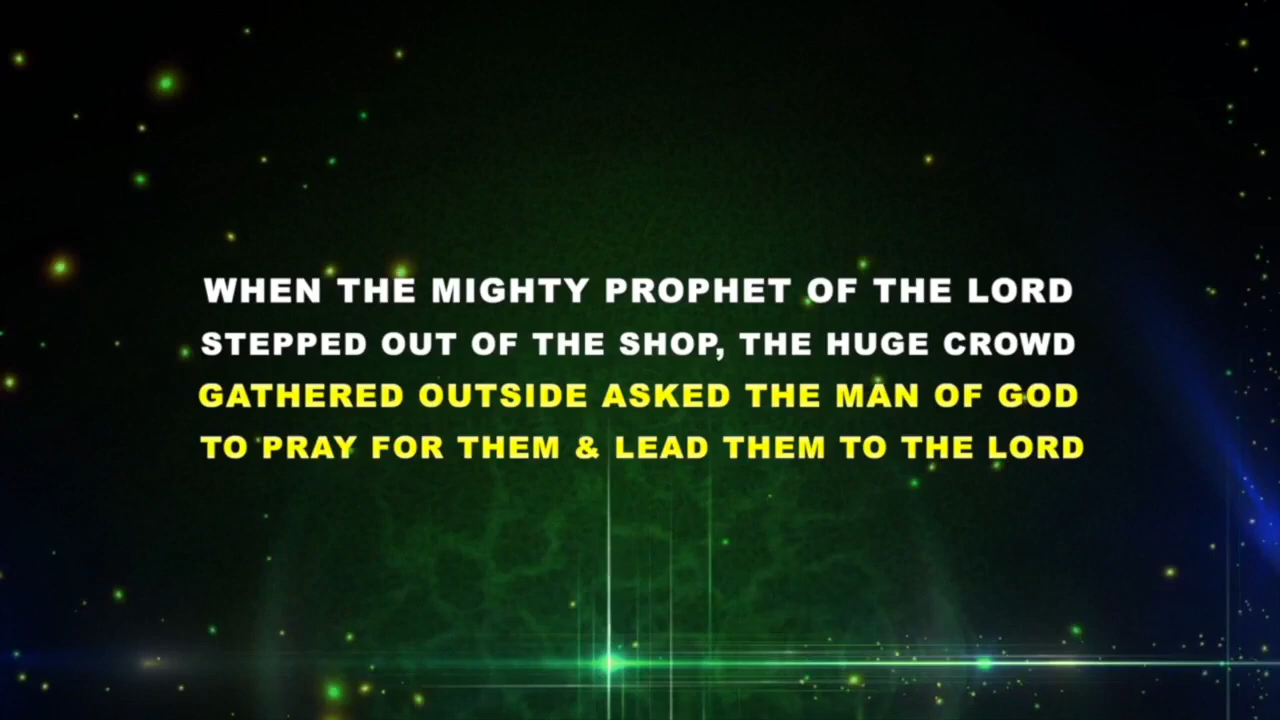 WHEN THE MIGHTY PROPHET OF THE LORD
STEPPED OUT OF THE SHOP, THE HUGE CROWD
GATHERED OUTSIDE ASKED THE MAN OF GOD
TO PRAY FOR THEM & LEAD THEM TO THE LORD